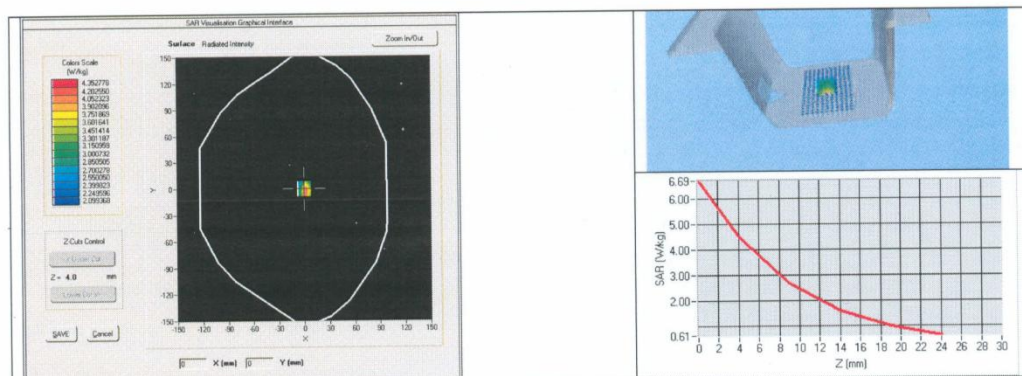 SAR Visualisation Graphical Interface
Surface Radiated Intensity
Zoom In/Out
Colors Scale
(W/kg)
4.352778
4.202550
4.052323
3.902096
3.751869
3.601641
3.451414
3.301187
3.150959
3.000732
2.850505
2.700278
2.550050
2.399823
2.249596
2.099368
150
120
90
60
30
0
-30
-60
-90
-120
-150
Y
-150 -120 -90 -60 -30 0 30 60 90 120 150
X
Z Cuts Control
Z = 4.0 mm
SAVE Cancel
0 X (mm) 0 Y (mm)
6.69
6.00
5.00
4.00
3.00
2.00
0.61
SAR (W/kg)
0 2 4 6 8 10 12 14 16 18 20 22 24 26 28 30
Z (mm)